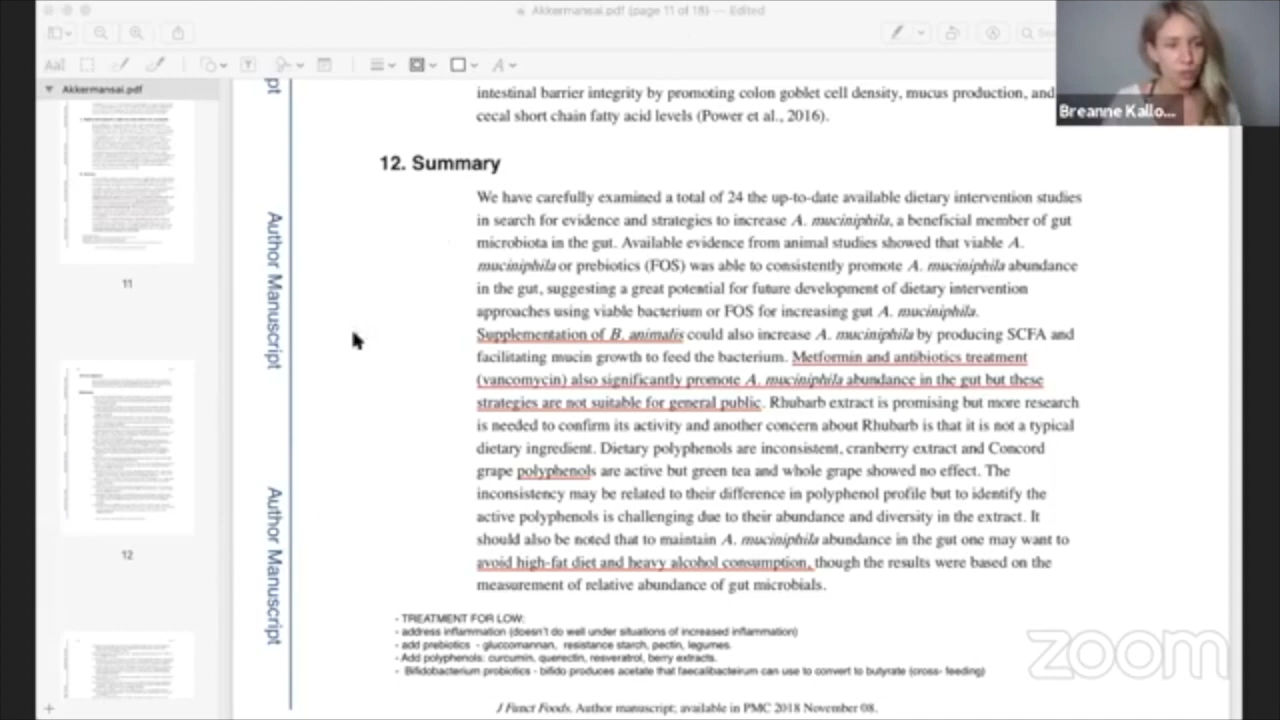 Akkermansai.pdf (page 11 of 18) — Edited
Akkermansai.pdf
Breanne Kallo...
intestinal barrier integrity by promoting colon goblet cell density, mucus production, and
cecal short chain fatty acid levels (Power et al., 2016).
12. Summary
We have carefully examined a total of 24 the up-to-date available dietary intervention studies
in search for evidence and strategies to increase A. muciniphila, a beneficial member of gut
microbiota in the gut. Available evidence from animal studies showed that viable A.
muciniphila or prebiotics (FOS) was able to consistently promote A. muciniphila abundance
in the gut, suggesting a great potential for future development of dietary intervention
approaches using viable bacterium or FOS for increasing gut A. muciniphila.
Supplementation of B. animalis could also increase A. muciniphila by producing SCFA and
facilitating mucin growth to feed the bacterium. Metformin and antibiotics treatment
(vancomycin) also significantly promote A. muciniphila abundance in the gut but these
strategies are not suitable for general public. Rhubarb extract is promising but more research
is needed to confirm its activity and another concern about Rhubarb is that it is not a typical
dietary ingredient. Dietary polyphenols are inconsistent, cranberry extract and Concord
grape polyphenols are active but green tea and whole grape showed no effect. The
inconsistency may be related to their difference in polyphenol profile but to identify the
active polyphenols is challenging due to their abundance and diversity in the extract. It
should also be noted that to maintain A. muciniphila abundance in the gut one may want to
avoid high-fat diet and heavy alcohol consumption, though the results were based on the
measurement of relative abundance of gut microbials.
- TREATMENT FOR LOW:
- address inflammation (doesn't do well under situations of increased inflammation)
- add prebiotics - glucomannan, resistance starch, pectin, legumes.
- Add polyphenols: curcumin, querectin, resveratrol, berry extracts.
- Bifidobacterium probiotics - bifido produces acetate that faecalibacteirum can use to convert to butyrate (cross- feeding)
J Funct Foods. Author manuscript; available in PMC 2018 November 08.
pt
Author Manuscript
Author Manuscript
11
12
zoom